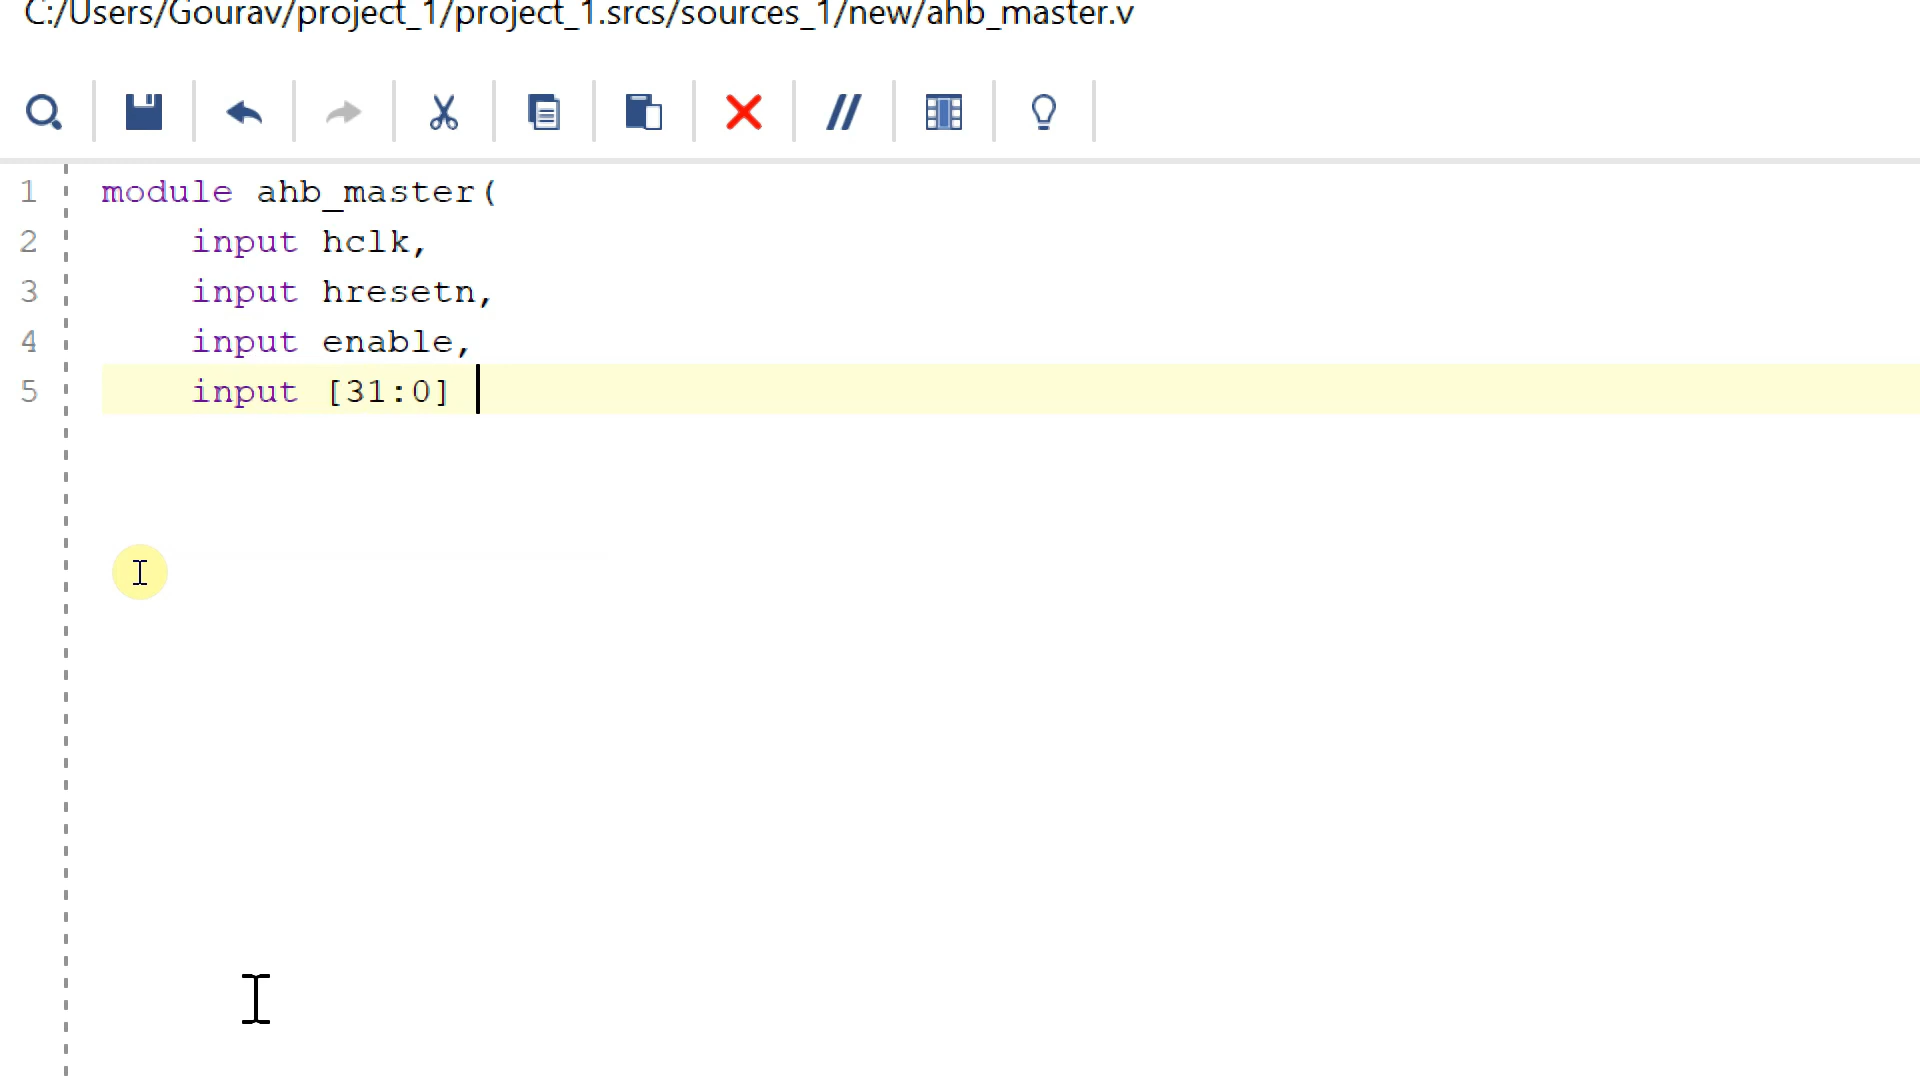 C:/Users/Gourav/project_1/project_1.srcs/sources_1/new/ahb_master.v
1 module ahb_master(
2 input hclk,
3 input hresetn,
4 input enable,
5 input [31:0]